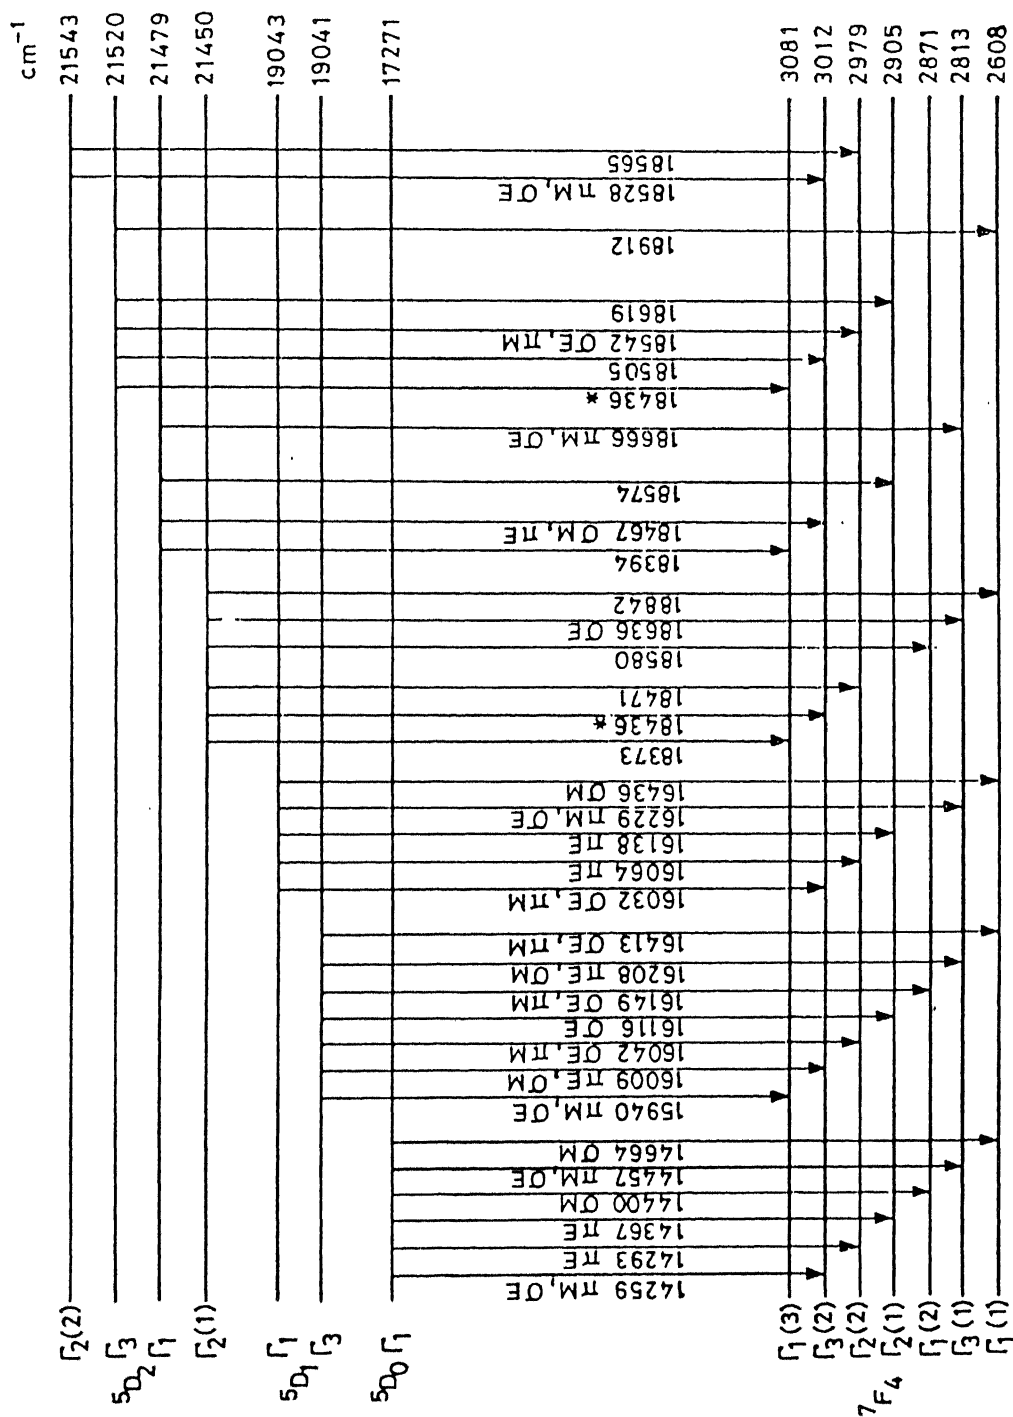 cm⁻¹
21543
21520
21479
21450
19043
19041
17271
3081
3012
2979
2905
2871
2813
2608
18565
18528 πM, σE
18912
18619
18542 σE, πM
18505
18436 *
18666 πM, σE
18574
18467 σM, πE
18394
18842
18636 σE
18580
18471
18436 *
18373
16436 σM
16229 πM, σE
16138 πE
16064 πE
16032 σE, πM
16413 σE, πM
16208 πE, σM
16149 σE, πM
16116 σE
16042 σE, πM
16009 πE, σM
15940 πM, σE
14664 σM
14457 πM, σE
14400 σM
14367 πE
14293 πE
14259 πM, σE
Γ₂(2)
Γ₃
⁵D₂ Γ₁
Γ₂(1)
Γ₁
⁵D₁ Γ₃
⁵D₀ Γ₁
Γ₁(3)
Γ₃(2)
Γ₂(2)
⁷F₄ Γ₂(1)
Γ₁(2)
Γ₃(1)
Γ₁(1)